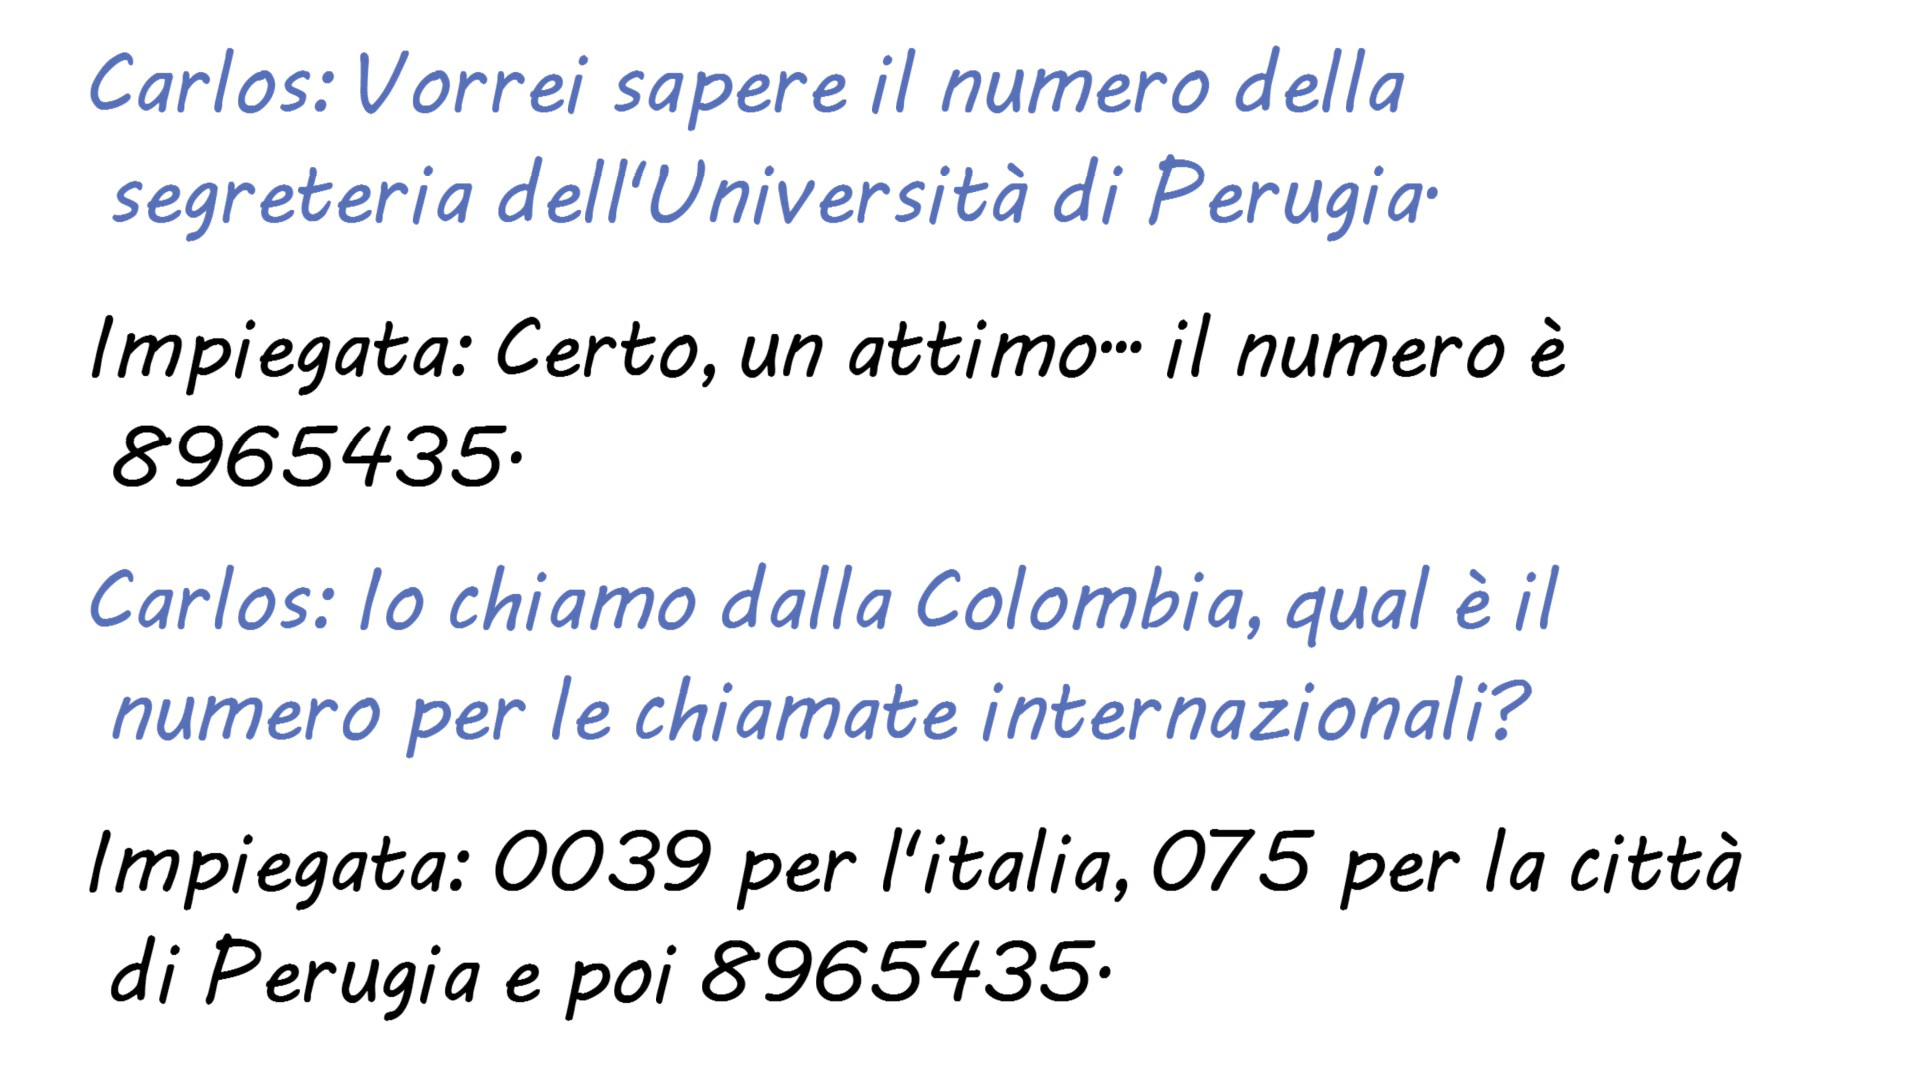 Carlos: Vorrei sapere il numero della
segreteria dell'Università di Perugia.
Impiegata: Certo, un attimo... il numero è
8965435.
Carlos: Io chiamo dalla Colombia, qual è il
numero per le chiamate internazionali?
Impiegata: 0039 per l'italia, 075 per la città
di Perugia e poi 8965435.